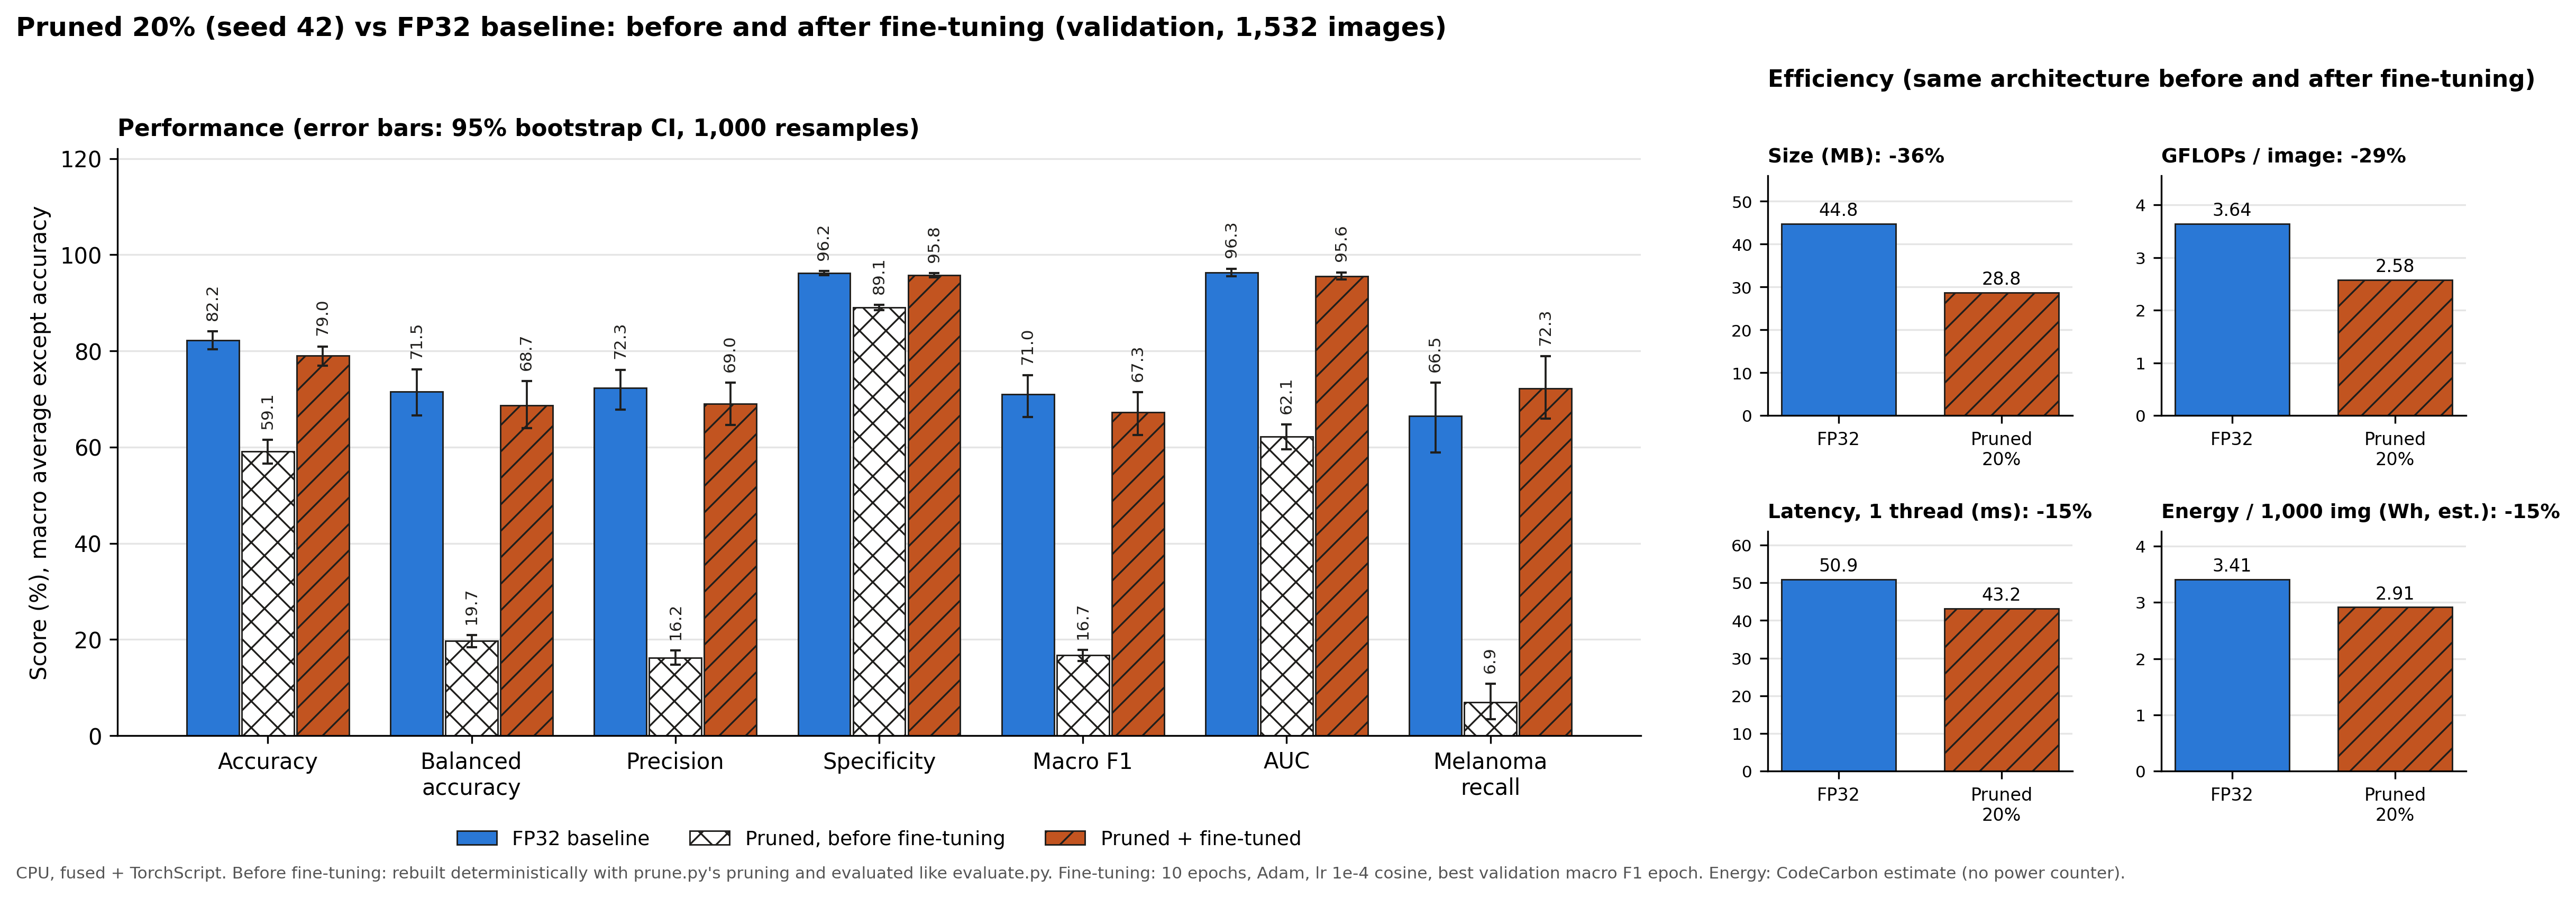 Pruned 20% (seed 42) vs FP32 baseline: before and after fine-tuning (validation, 1,532 images)
Performance (error bars: 95% bootstrap CI, 1,000 resamples)
Score (%), macro average except accuracy
120
100
80
60
40
20
0
82.2
59.1
79.0
71.5
19.7
68.7
72.3
16.2
69.0
96.2
89.1
95.8
71.0
16.7
67.3
96.3
62.1
95.6
66.5
6.9
72.3
Accuracy
Balanced
accuracy
Precision
Specificity
Macro F1
AUC
Melanoma
recall
FP32 baseline
Pruned, before fine-tuning
Pruned + fine-tuned
Efficiency (same architecture before and after fine-tuning)
Size (MB): -36%
50
40
30
20
10
0
44.8
28.8
FP32
Pruned
20%
GFLOPs / image: -29%
4
3
2
1
0
3.64
2.58
FP32
Pruned
20%
Latency, 1 thread (ms): -15%
60
50
40
30
20
10
0
50.9
43.2
FP32
Pruned
20%
Energy / 1,000 img (Wh, est.): -15%
4
3
2
1
0
3.41
2.91
FP32
Pruned
20%
CPU, fused + TorchScript. Before fine-tuning: rebuilt deterministically with prune.py's pruning and evaluated like evaluate.py. Fine-tuning: 10 epochs, Adam, lr 1e-4 cosine, best validation macro F1 epoch. Energy: CodeCarbon estimate (no power counter).